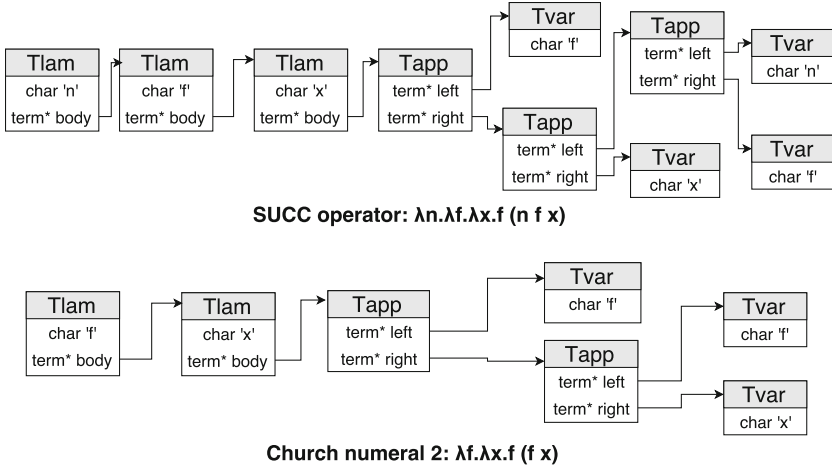 Tlam
char 'n'
term* body
Tlam
char 'f'
term* body
Tlam
char 'x'
term* body
Tapp
term* left
term* right
Tvar
char 'f'
Tapp
term* left
term* right
Tapp
term* left
term* right
Tvar
char 'x'
Tvar
char 'n'
Tvar
char 'f'
SUCC operator: λn.λf.λx.f (n f x)
Tlam
char 'f'
term* body
Tlam
char 'x'
term* body
Tapp
term* left
term* right
Tvar
char 'f'
Tapp
term* left
term* right
Tvar
char 'f'
Tvar
char 'x'
Church numeral 2: λf.λx.f (f x)